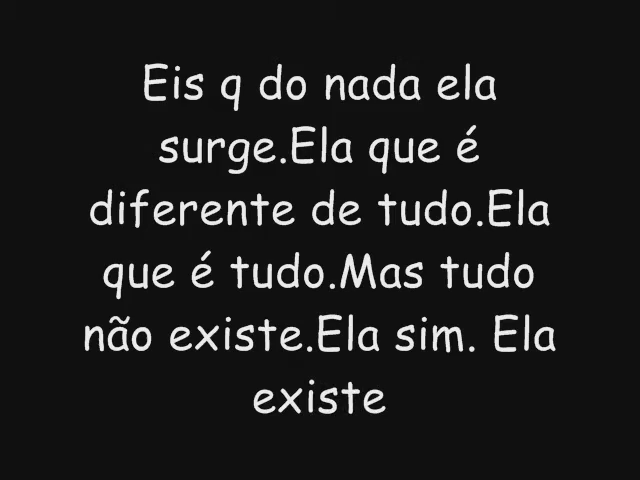 Eis q do nada ela
surge.Ela que é
diferente de tudo.Ela
que é tudo.Mas tudo
não existe.Ela sim. Ela
existe